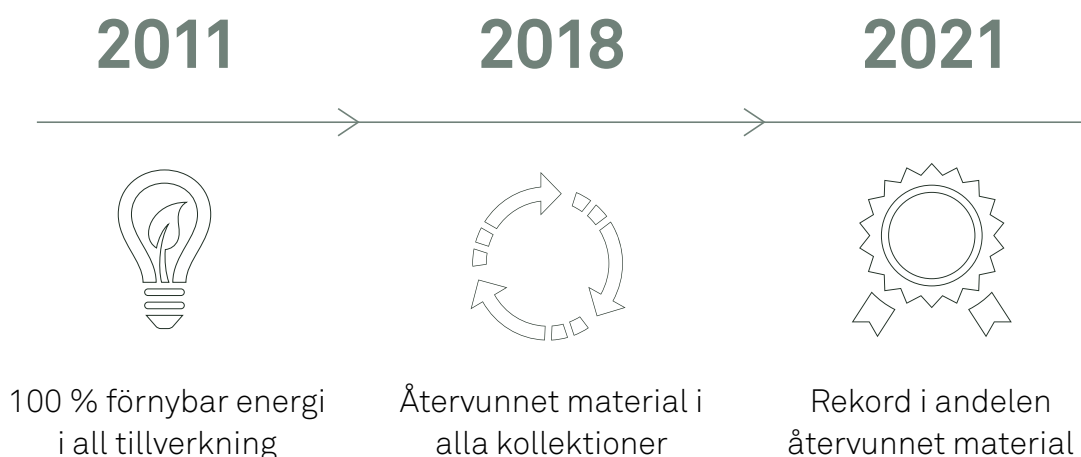 2011
2018
2021
100 % förnybar energi
i all tillverkning
Återvunnet material i
alla kollektioner
Rekord i andelen
återvunnet material